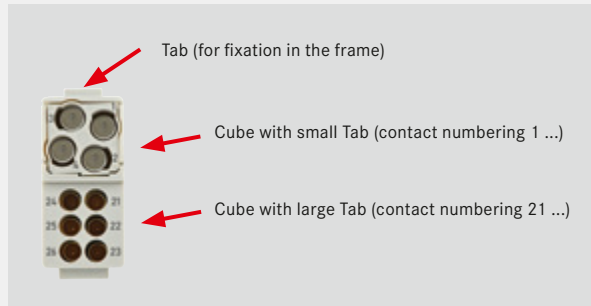 Tab (for fixation in the frame)
Cube with small Tab (contact numbering 1 ...)
Cube with large Tab (contact numbering 21 ...)
24 21
25 22
26 23